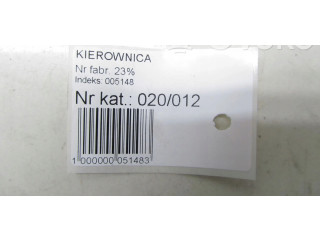 KIEROWNICA
Nr fabr. 23%
Indeks: 005148
Nr kat.: 020/012
1 000000 051483